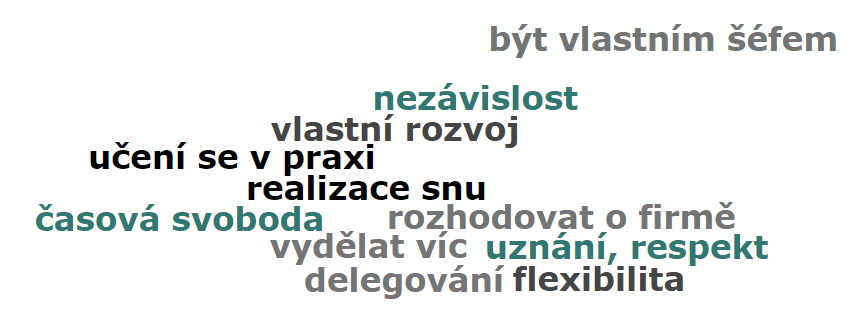 být vlastním šéfem
nezávislost
vlastní rozvoj
učení se v praxi
realizace snu
časová svoboda rozhodovat o firmě
vydělat víc uznání, respekt
delegování flexibilita